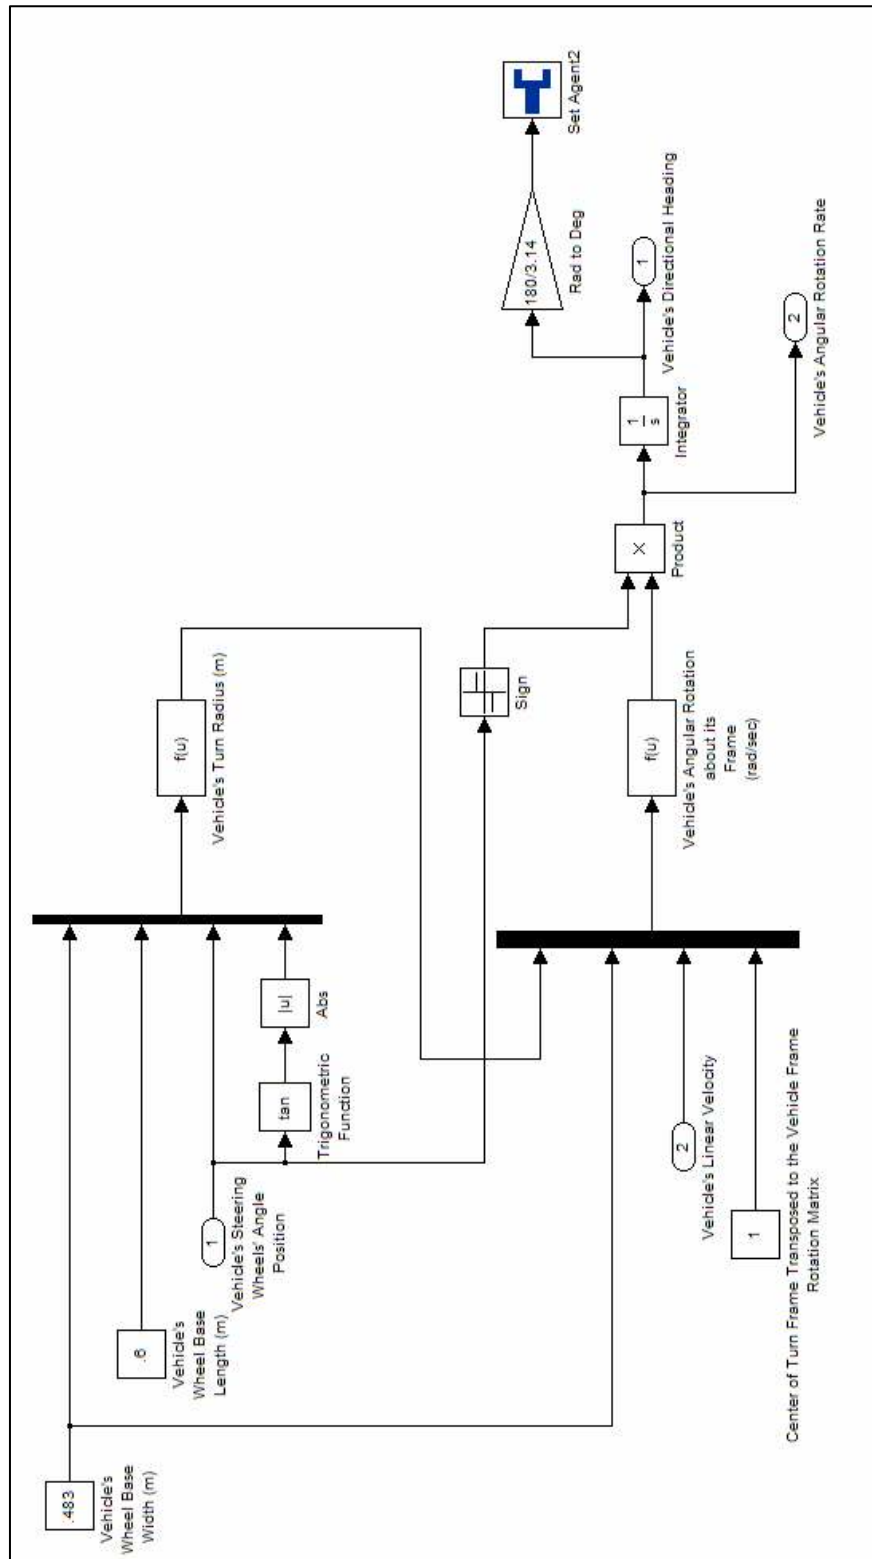 .483
Vehicle's
Wheel Base
Width (m)
.6
Vehicle's
Wheel Base
Length (m)
1
Vehicle's Steering
Wheels' Angle
Position
tan
Trigonometric
Function
|u|
Abs
f(u)
Vehicle's Turn Radius (m)
Sign
2
Vehicle's Linear Velocity
1
Center of Turn Frame Transposed to the Vehicle Frame
Rotation Matrix
f(u)
Vehicle's Angular Rotation
about its
Frame
(rad/sec)
×
Product
1
s
Integrator
180/3.14
Rad to Deg
Set Agent2
1
Vehicle's Directional Heading
2
Vehicle's Angular Rotation Rate